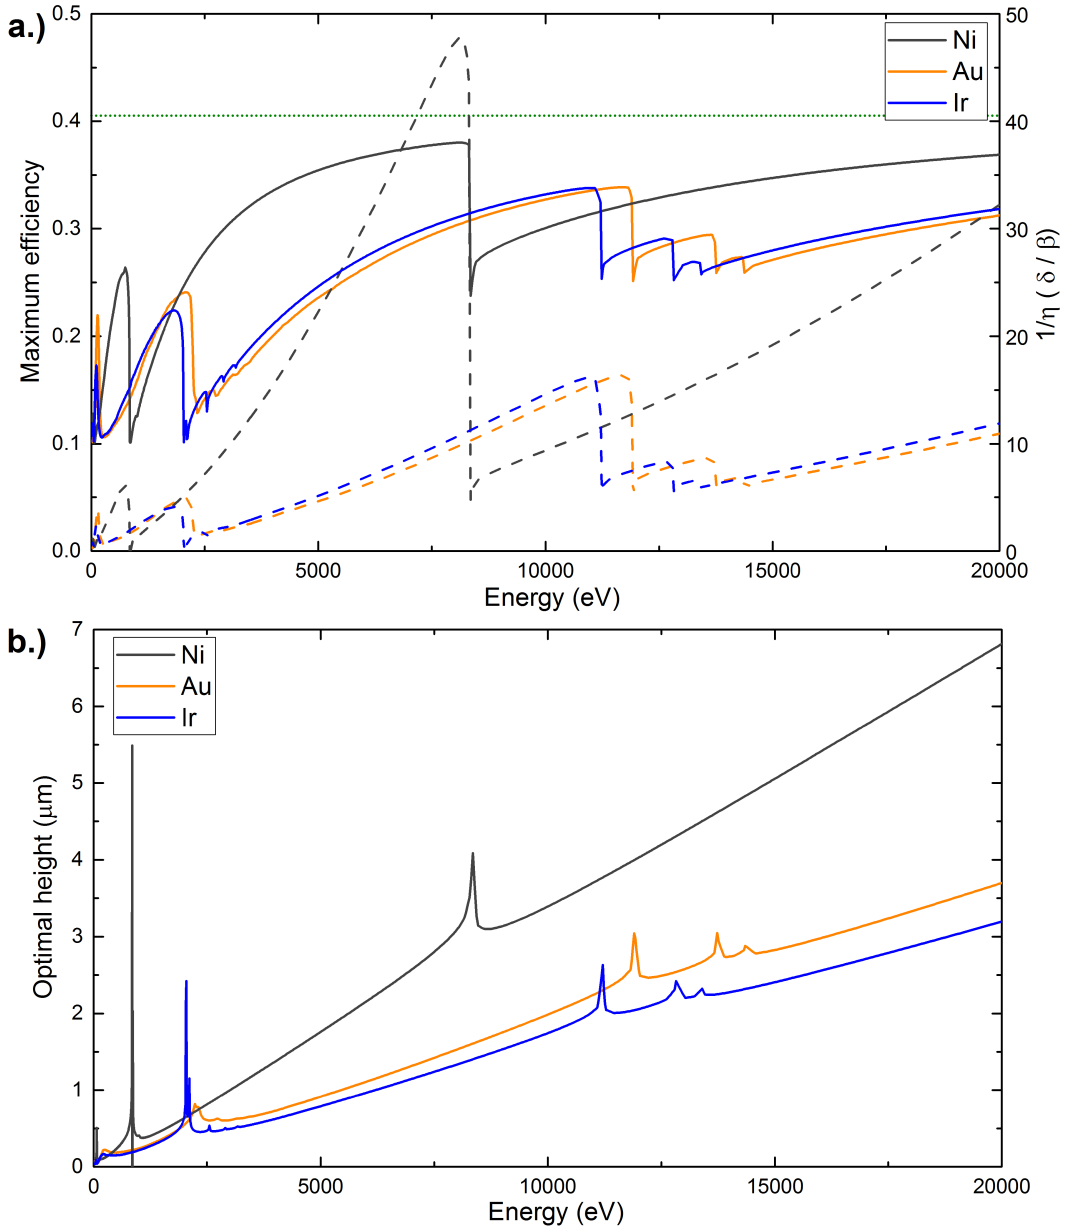 a.)
0.5
0.4
0.3
0.2
0.1
0.0
Maximum efficiency
50
40
30
20
10
0
1/η ( δ / β)
Ni
Au
Ir
0
5000
10000
15000
20000
Energy (eV)
b.)
7
6
5
4
3
2
1
0
Optimal height (μm)
Ni
Au
Ir
0
5000
10000
15000
20000
Energy (eV)